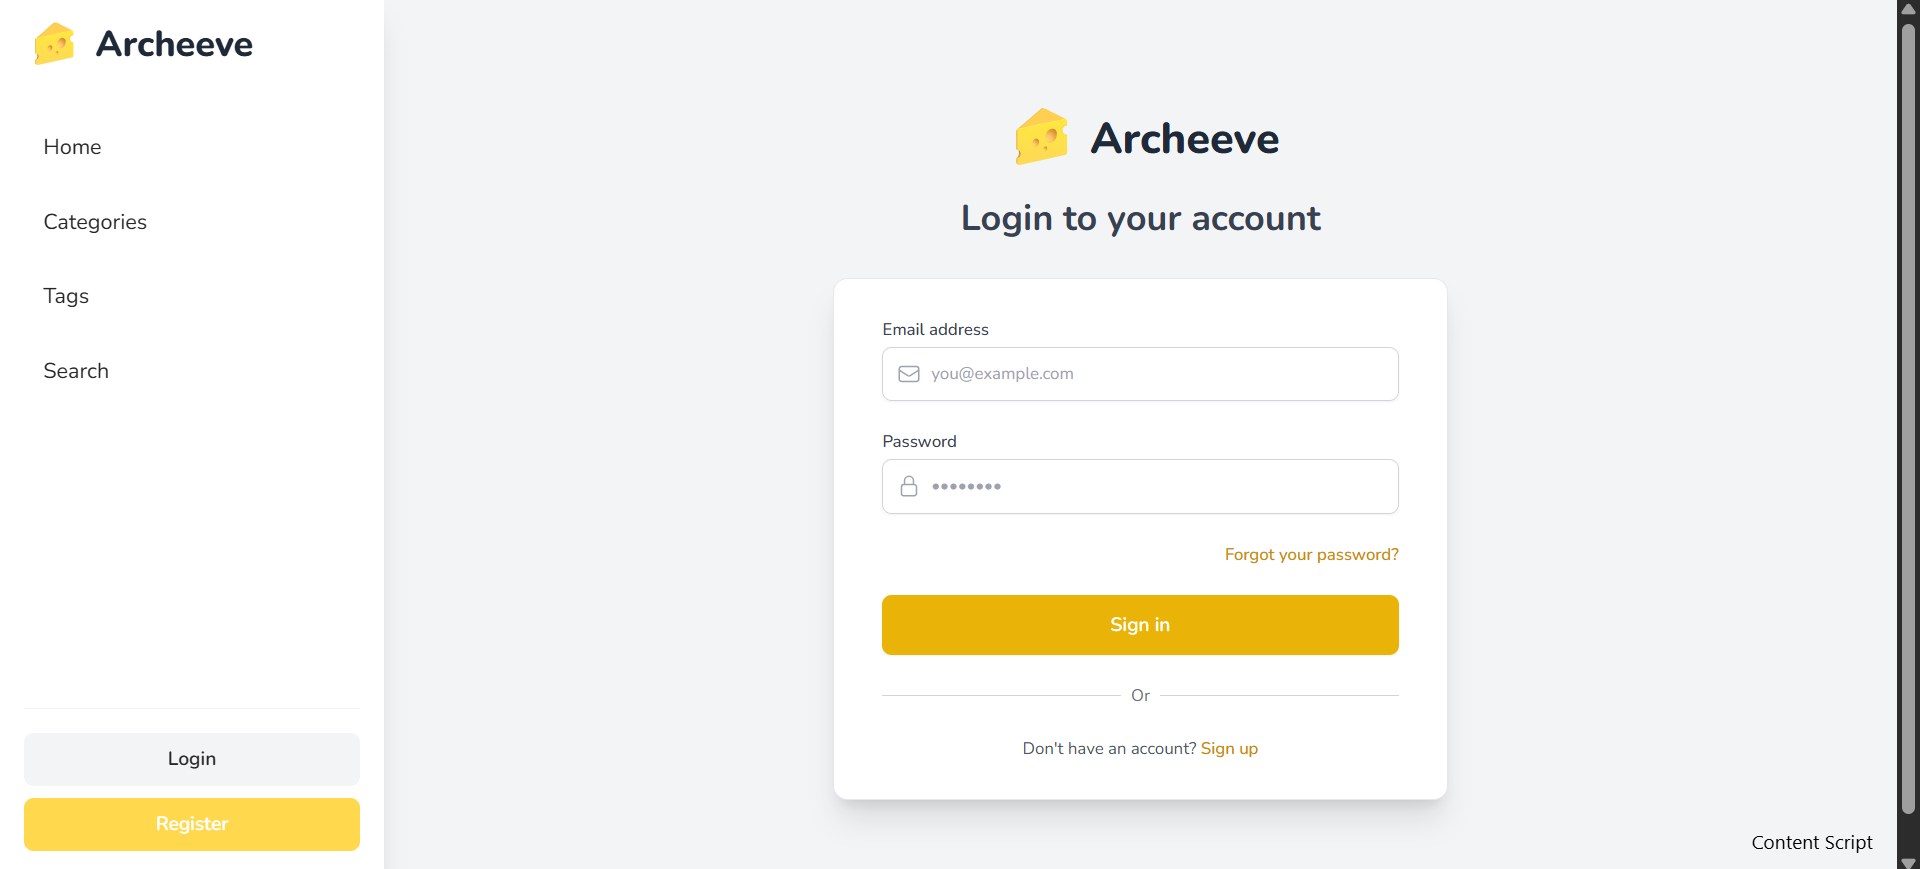 Archeeve
Home
Categories
Tags
Search
Login
Register
Archeeve
Login to your account
Email address
you@example.com
Password
••••••••
Forgot your password?
Sign in
Or
Don't have an account? Sign up
Content Script